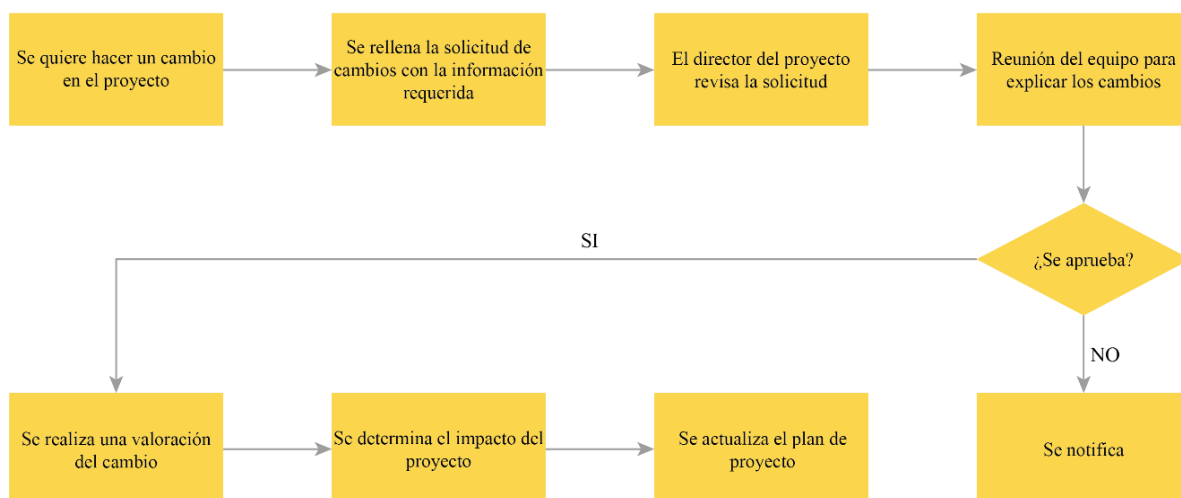 Se quiere hacer un cambio
en el proyecto
Se rellena la solicitud de
cambios con la información
requerida
El director del proyecto
revisa la solicitud
Reunión del equipo para
explicar los cambios
¿Se aprueba?
SI
NO
Se realiza una valoración
del cambio
Se determina el impacto del
proyecto
Se actualiza el plan de
proyecto
Se notifica